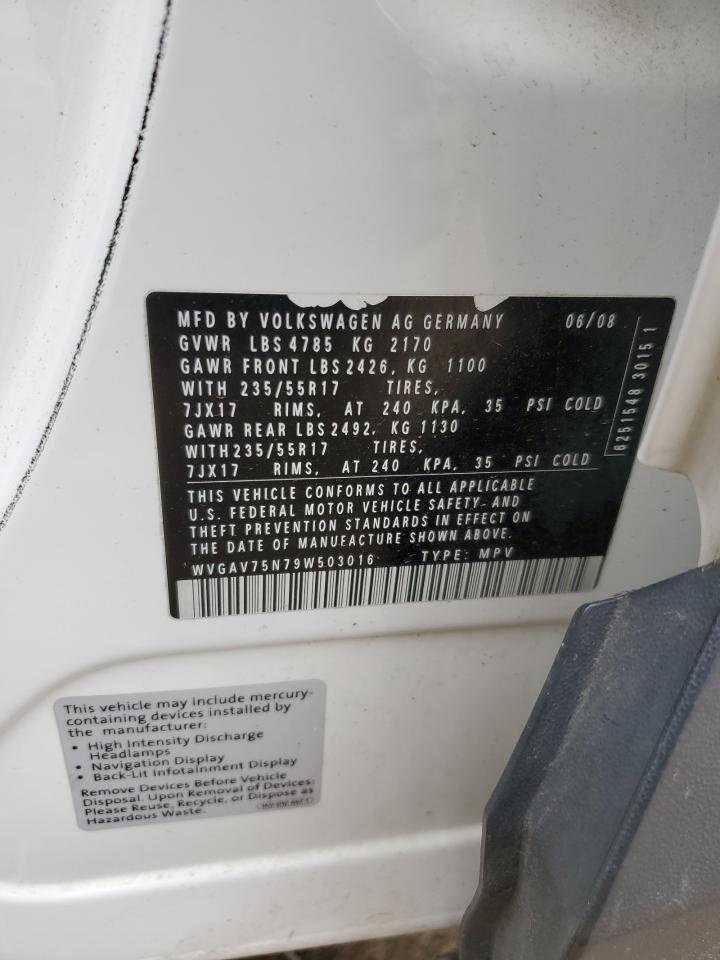 MFD BY VOLKSWAGEN AG GERMANY 06/08
GVWR LBS 4785 KG 2170
GAWR FRONT LBS 2426, KG 1100
WITH 235/55R17 TIRES,
7JX17 RIMS, AT 240 KPA, 35 PSI COLD
GAWR REAR LBS 2492, KG 1130
WITH 235/55R17 TIRES,
7JX17 RIMS, AT 240 KPA, 35 PSI COLD
THIS VEHICLE CONFORMS TO ALL APPLICABLE
U.S. FEDERAL MOTOR VEHICLE SAFETY-AND
THEFT PREVENTION STANDARDS IN EFFECT ON
THE DATE OF MANUFACTURE SHOWN ABOVE.
WVGAV75N79W503016 TYPE: MPV
6251548 3015 1
This vehicle may include mercury-
containing devices installed by
the manufacturer:
• High Intensity Discharge
Headlamps
• Navigation Display
• Back-Lit Infotainment Display
Remove Devices Before Vehicle
Disposal. Upon Removal of Devices:
Please Reuse, Recycle, or Dispose as
Hazardous Waste.